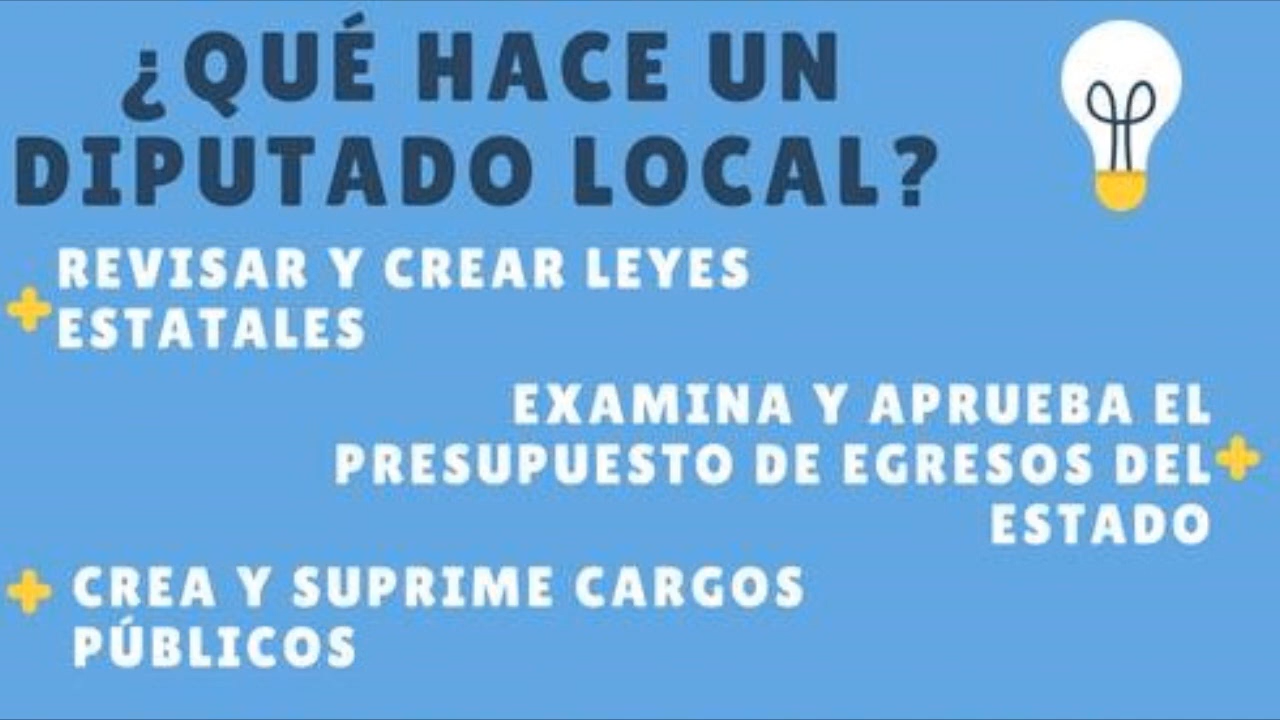 ¿QUÉ HACE UN
DIPUTADO LOCAL?
REVISAR Y CREAR LEYES
ESTATALES
EXAMINA Y APRUEBA EL
PRESUPUESTO DE EGRESOS DEL
ESTADO
CREA Y SUPRIME CARGOS
PÚBLICOS